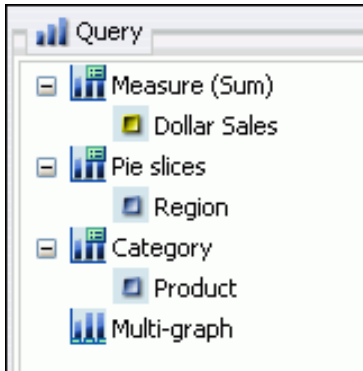 Query
Measure (Sum)
Dollar Sales
Pie slices
Region
Category
Product
Multi-graph